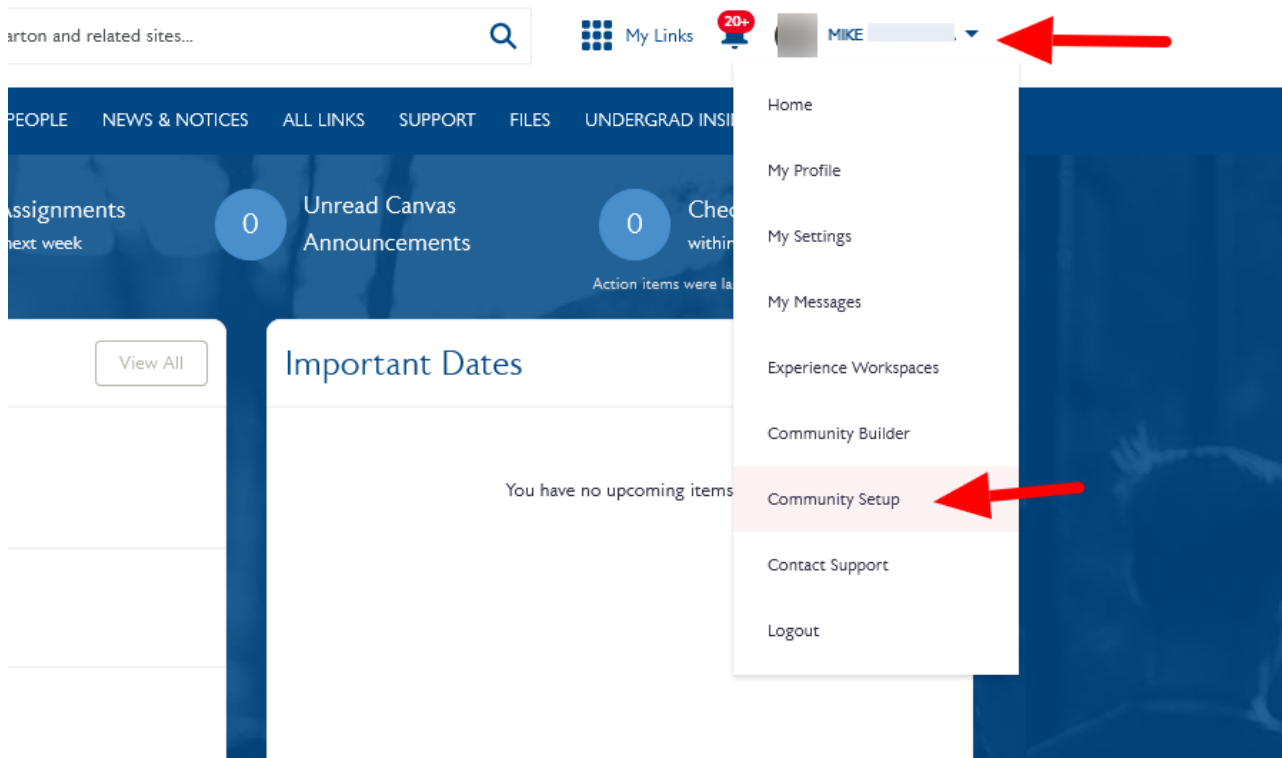 arton and related sites...
My Links
20+
MIKE
PEOPLE NEWS & NOTICES ALL LINKS SUPPORT FILES UNDERGRAD INSI
Assignments
next week
0
Unread Canvas
Announcements
0
Chec
within
Action items were la
View All
Important Dates
You have no upcoming items
Home
My Profile
My Settings
My Messages
Experience Workspaces
Community Builder
Community Setup
Contact Support
Logout